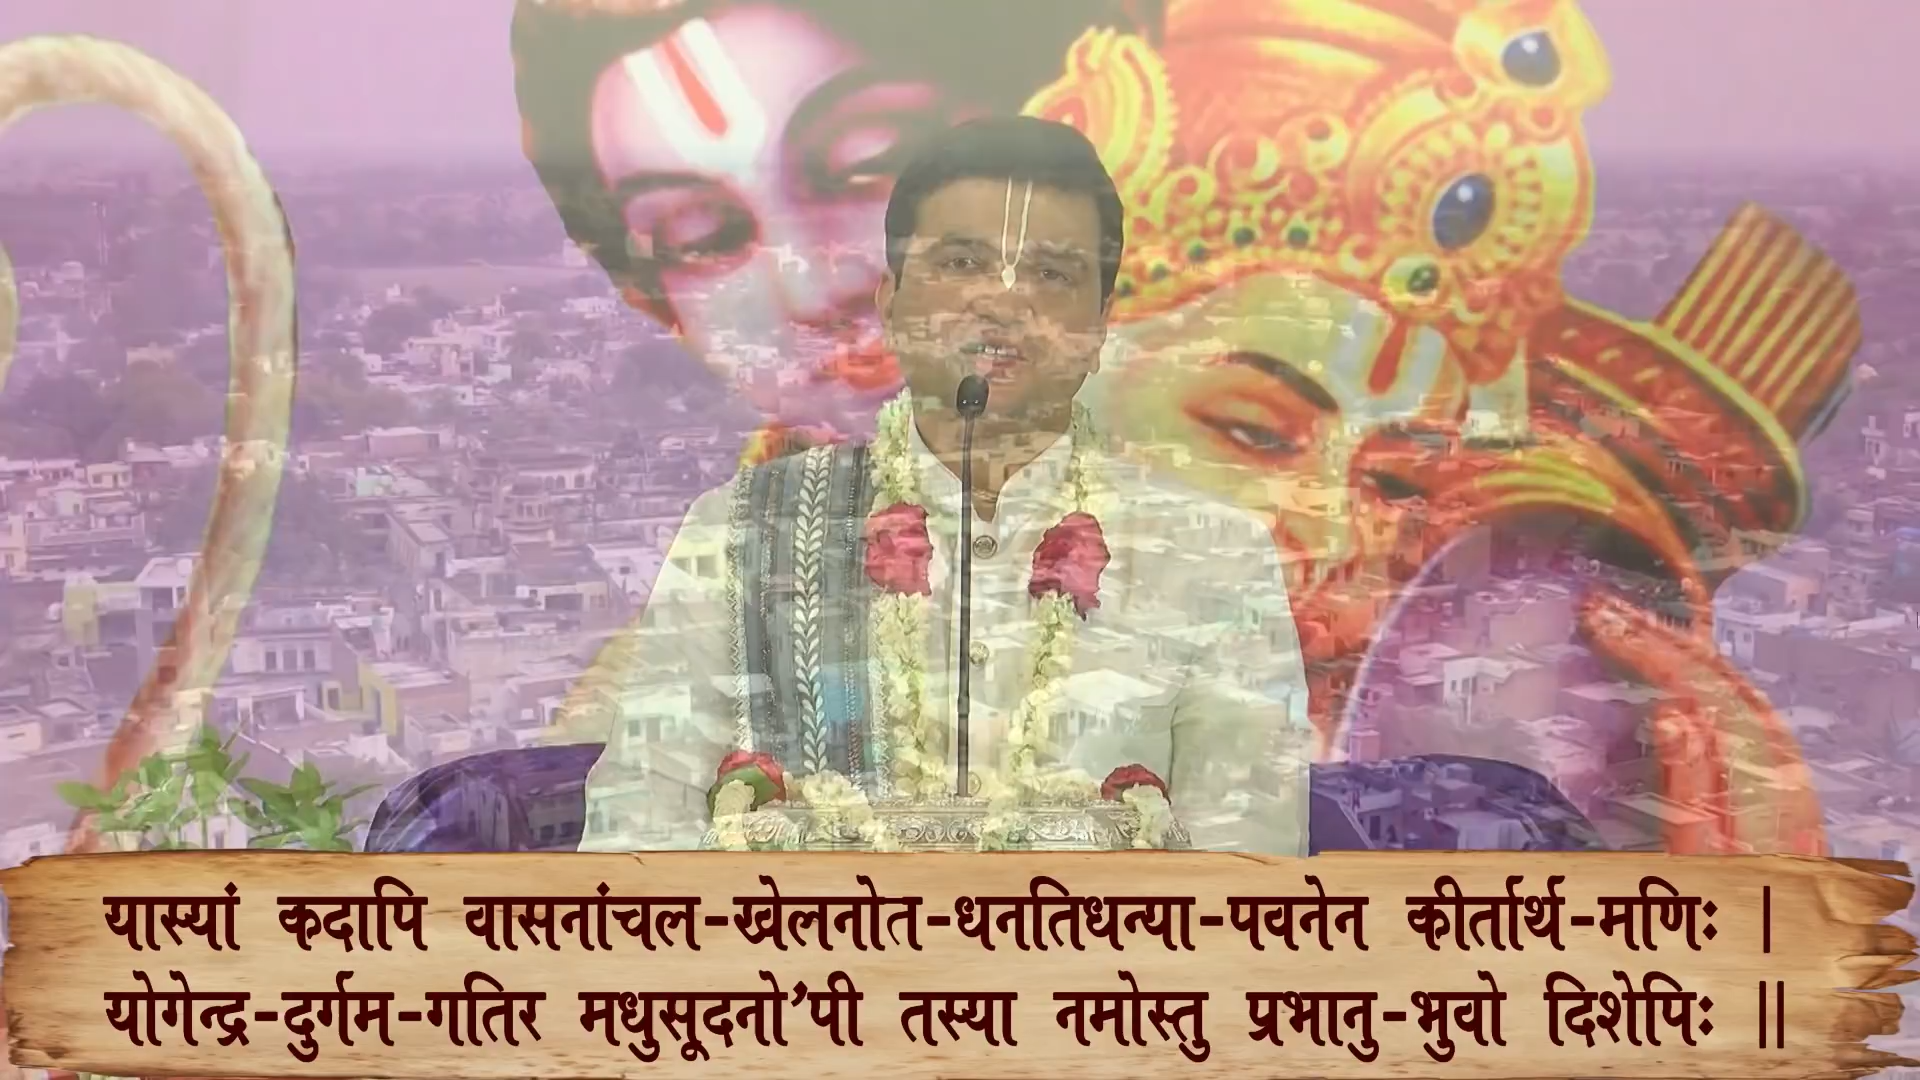 यास्यां कदापि वासनांचल-खेलनोत-धनतिधन्या-पवनेन कीर्तार्थ-मणिः |
योगेन्द्र-दुर्गम-गतिर मधुसूदनो'पी तस्या नमोस्तु प्रभानु-भुवो दिशेपिः ||